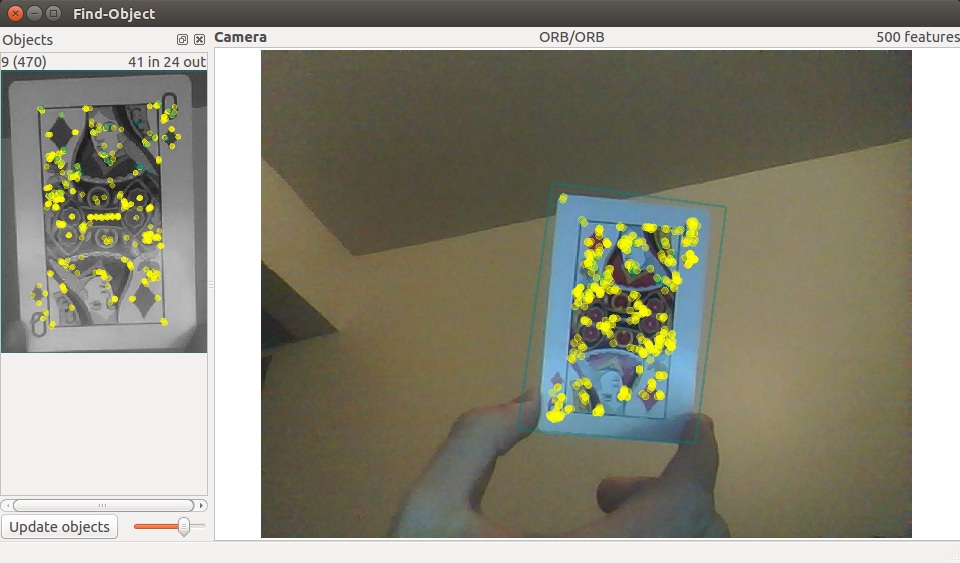 Find-Object
Objects
Camera
ORB/ORB
500 features
9 (470)
41 in 24 out
Q
Q
Update objects